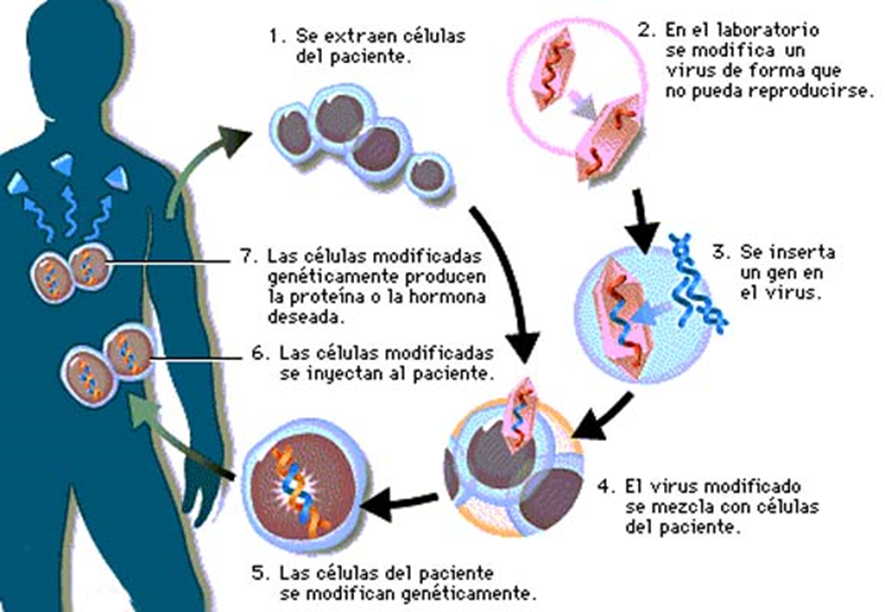 1. Se extraen células
del paciente.
2. En el laboratorio
se modifica un
virus de forma que
no pueda reproducirse.
3. Se inserta
un gen en
el virus.
4. El virus modificado
se mezcla con células
del paciente.
5. Las células del paciente
se modifican genéticamente.
6. Las células modificadas
se inyectan al paciente.
7. Las células modificadas
genéticamente producen
la proteína o la hormona
deseada.